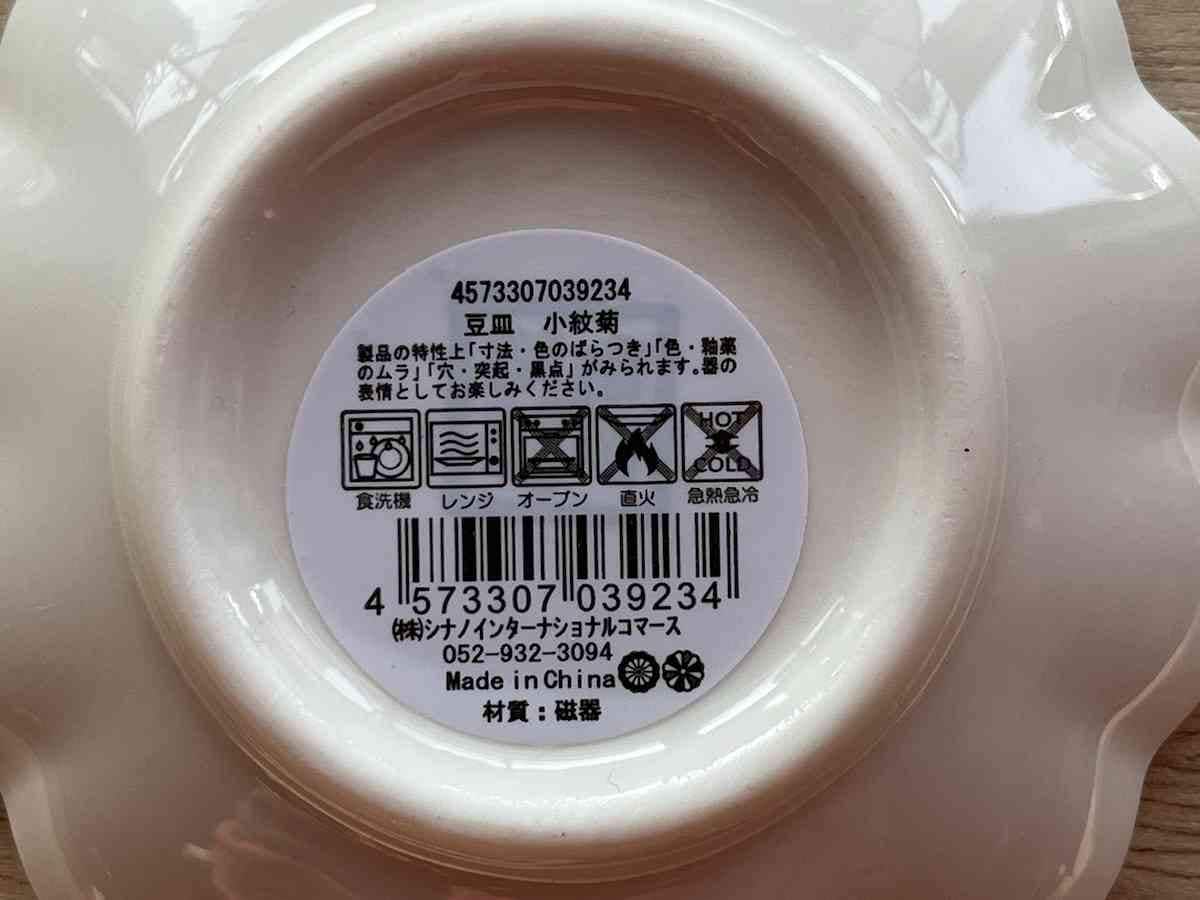 4573307039234
豆皿　小紋菊
製品の特性上「寸法・色のばらつき」「色・釉薬
のムラ」「穴・突起・黒点」がみられます。器の
表情としてお楽しみください。
HOT
COLD
食洗機 レンジ オーブン 直火 急熱急冷
4 573307 039234
㈱シナノインターナショナルコマース
052-932-3094
Made in China
材質：磁器